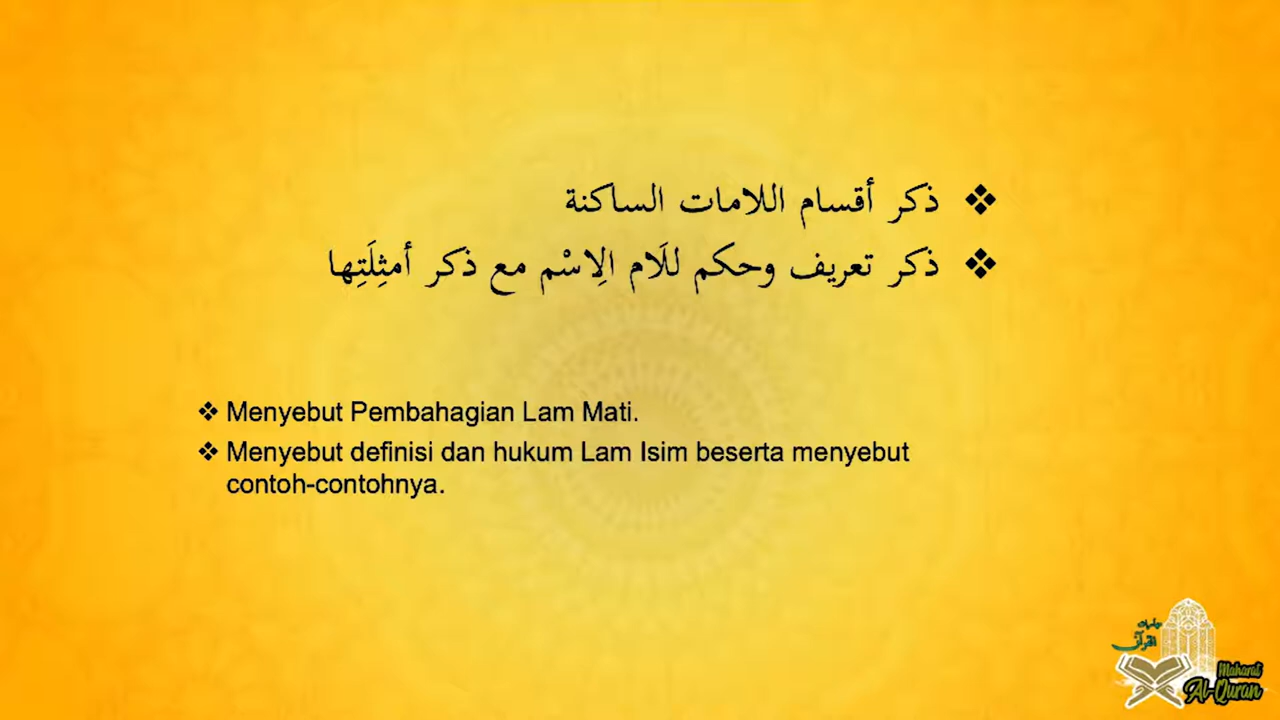 ❖ ذكر أقسام اللامات الساكنة
❖ ذكر تعريف وحكم للَام الِاسْم مع ذكر أمثِلَتِها
❖ Menyebut Pembahagian Lam Mati.
❖ Menyebut definisi dan hukum Lam Isim beserta menyebut
contoh-contohnya.
القرآن
Maharat
Al-Quran